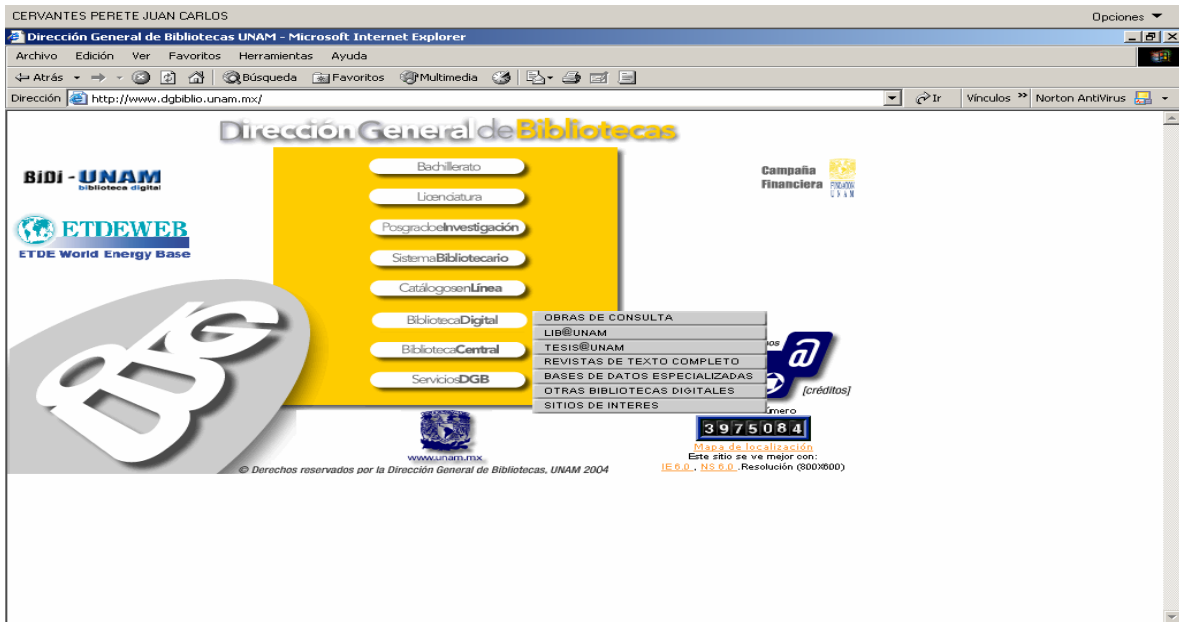 CERVANTES PERETE JUAN CARLOS Opciones
Dirección General de Bibliotecas UNAM - Microsoft Internet Explorer
Archivo Edición Ver Favoritos Herramientas Ayuda
Atrás Búsqueda Favoritos Multimedia
Dirección http://www.dgbiblio.unam.mx/ Ir Vínculos » Norton AntiVirus
Dirección General de Bibliotecas
BiDi - UNAM
biblioteca digital
ETDEWEB
ETDE World Energy Base
Bachillerato
Licenciatura
PosgradoeInvestigación
SistemaBibliotecario
CatálogosenLínea
BibliotecaDigital
BibliotecaCentral
ServiciosDGB
OBRAS DE CONSULTA
LIB@UNAM
TESIS@UNAM
REVISTAS DE TEXTO COMPLETO
BASES DE DATOS ESPECIALIZADAS
OTRAS BIBLIOTECAS DIGITALES
SITIOS DE INTERES
Campaña
Financiera
FUNDACION
UNAM
@
[créditos]
3975084
Mapa de localización
Este sitio se ve mejor con:
IE 6.0 , NS 6.0 .Resolución (800X600)
www.unam.mx
© Derechos reservados por la Dirección General de Bibliotecas, UNAM 2004